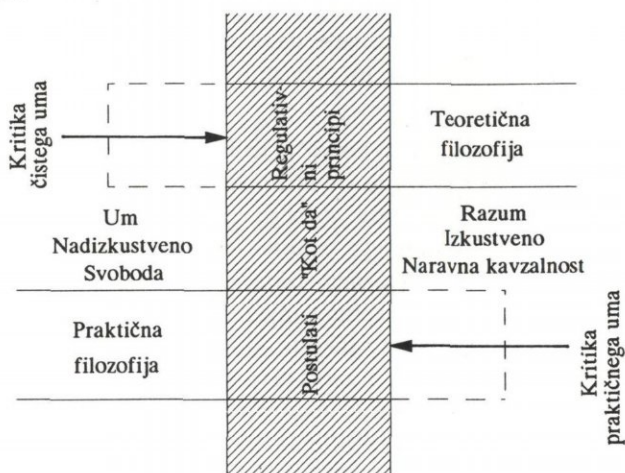 Kritika
čistega uma
Regulativ-
ni
principi
Teoretična
filozofija
Um
Nadizkustveno
Svoboda
"Kot da"
Razum
Izkustveno
Naravna kavzalnost
Praktična
filozofija
Postulati
Kritika
praktičnega uma